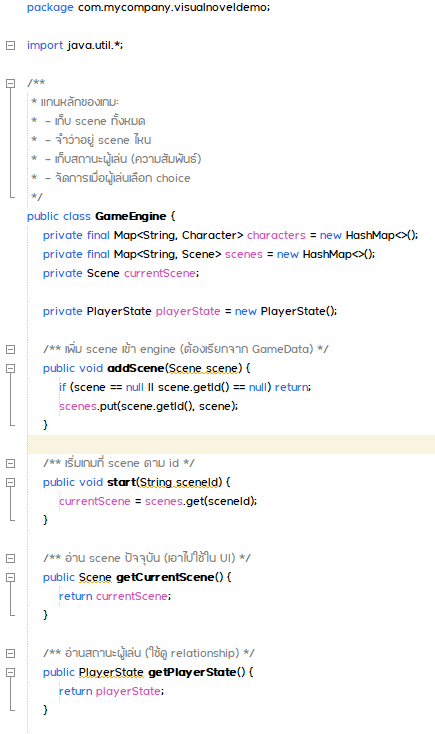 package com.mycompany.visualnoveldemo;
import java.util.*;
/**
* แกนหลักของเกม:
* - เก็บ scene ทั้งหมด
* - จำว่าอยู่ scene ไหน
* - เก็บสถานะผู้เล่น (ความสัมพันธ์)
* - จัดการเมื่อผู้เล่นเลือก choice
*/
public class GameEngine {
private final Map<String, Character> characters = new HashMap<>();
private final Map<String, Scene> scenes = new HashMap<>();
private Scene currentScene;
private PlayerState playerState = new PlayerState();
/** เพิ่ม scene เข้า engine (ต้องเรียกจาก GameData) */
public void addScene(Scene scene) {
if (scene == null || scene.getId() == null) return;
scenes.put(scene.getId(), scene);
}
/** เริ่มเกมที่ scene ตาม id */
public void start(String sceneId) {
currentScene = scenes.get(sceneId);
}
/** อ่าน scene ปัจจุบัน (เอาไปใช้ใน UI) */
public Scene getCurrentScene() {
return currentScene;
}
/** อ่านสถานะผู้เล่น (ใช้ดู relationship) */
public PlayerState getPlayerState() {
return playerState;
}